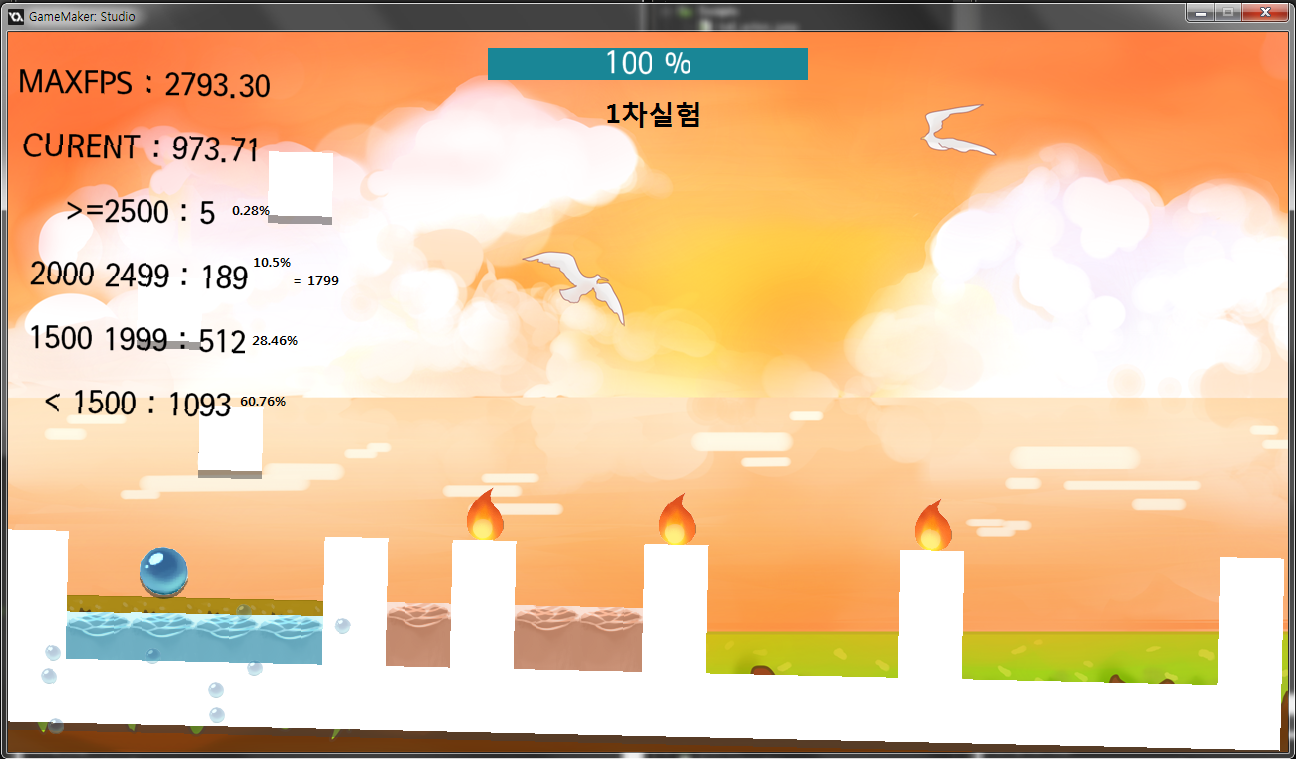 GameMaker: Studio
100 %
1차실험
MAXFPS : 2793.30
CURENT : 973.71
>=2500 : 5 0.28%
2000 2499 : 189 10.5%
= 1799
1500 1999 : 512 28.46%
< 1500 : 1093 60.76%